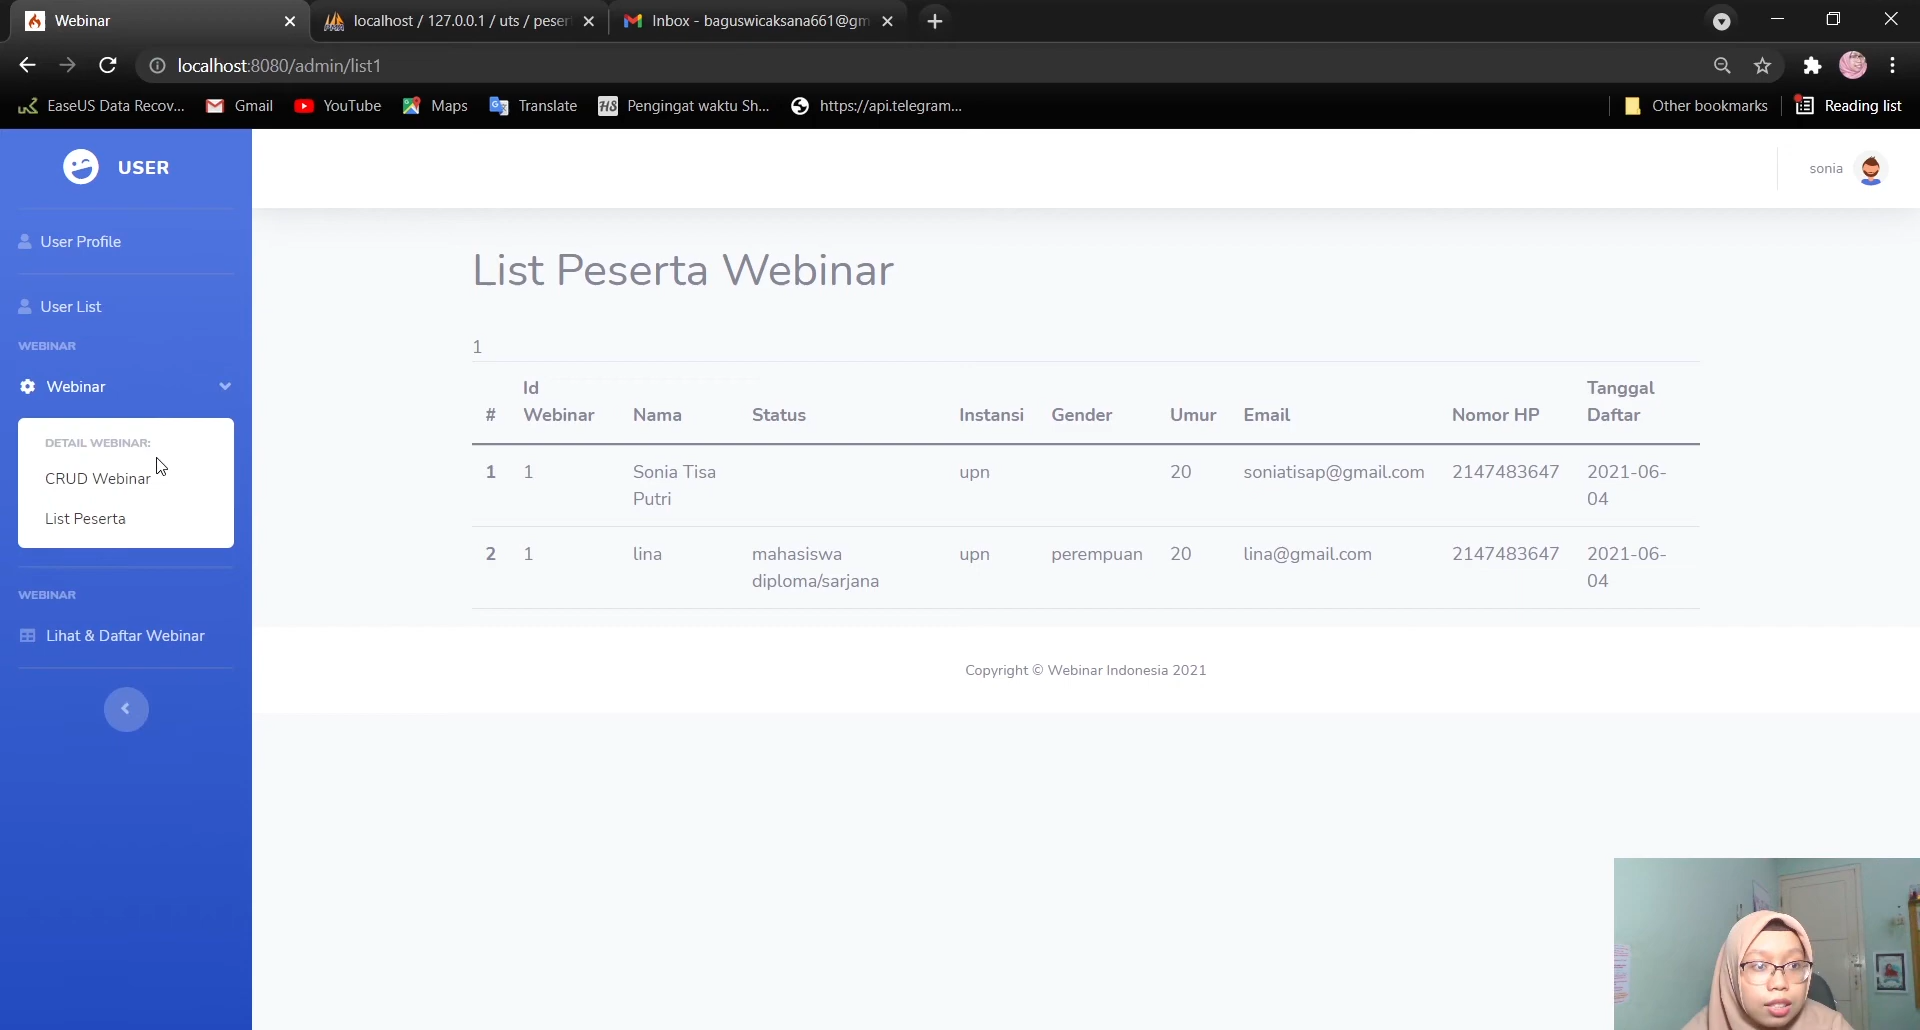 Webinar
localhost / 127.0.0.1 / uts / peser
Inbox - baguswicaksana661@gm
localhost:8080/admin/list1
EaseUS Data Recov...
Gmail
YouTube
Maps
Translate
HS
Pengingat waktu Sh...
https://api.telegram...
Other bookmarks
Reading list
USER
sonia
User Profile
User List
WEBINAR
Webinar
DETAIL WEBINAR:
CRUD Webinar
List Peserta
WEBINAR
Lihat & Daftar Webinar
List Peserta Webinar
1
# Id Webinar Nama Status Instansi Gender Umur Email Nomor HP Tanggal Daftar
1 1 Sonia Tisa Putri upn 20 soniatisap@gmail.com 2147483647 2021-06-04
2 1 lina mahasiswa diploma/sarjana upn perempuan 20 lina@gmail.com 2147483647 2021-06-04
Copyright © Webinar Indonesia 2021